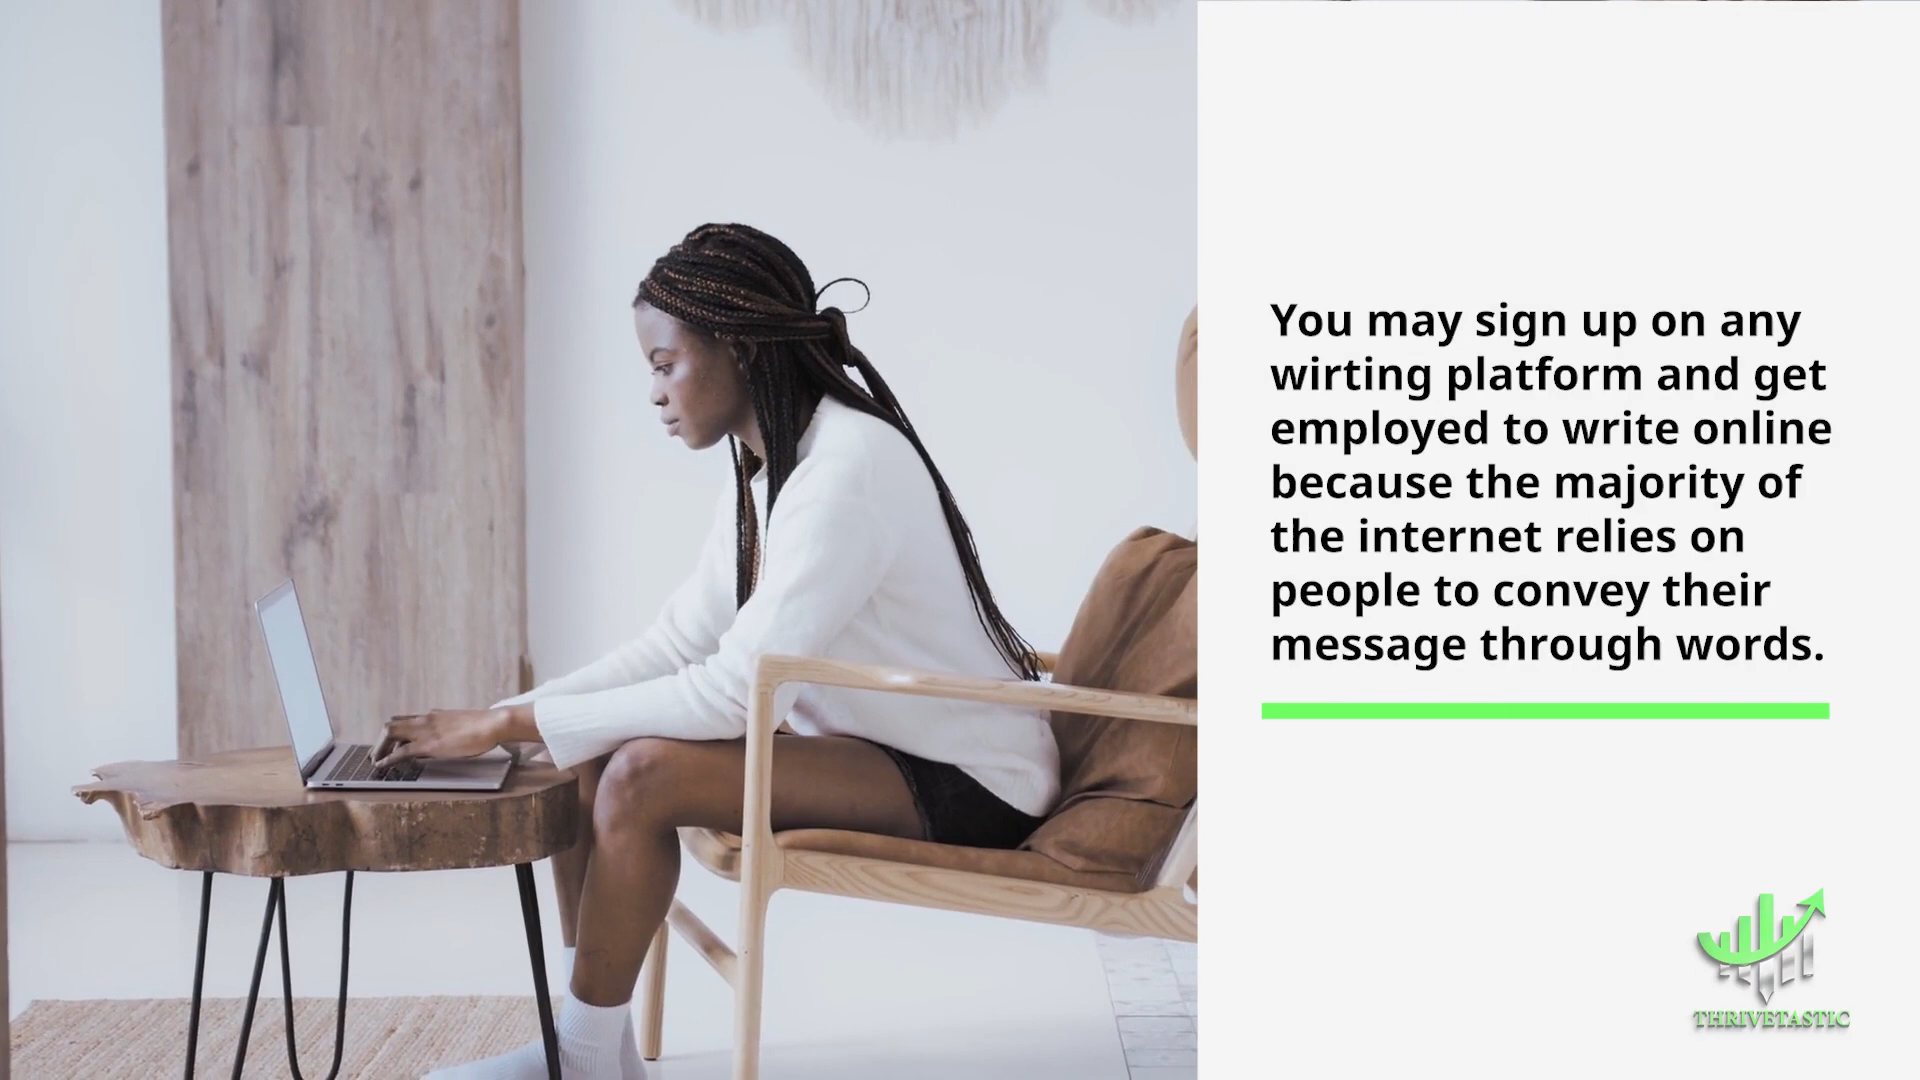 You may sign up on any
wirting platform and get
employed to write online
because the majority of
the internet relies on
people to convey their
message through words.
THRIVETASTIC